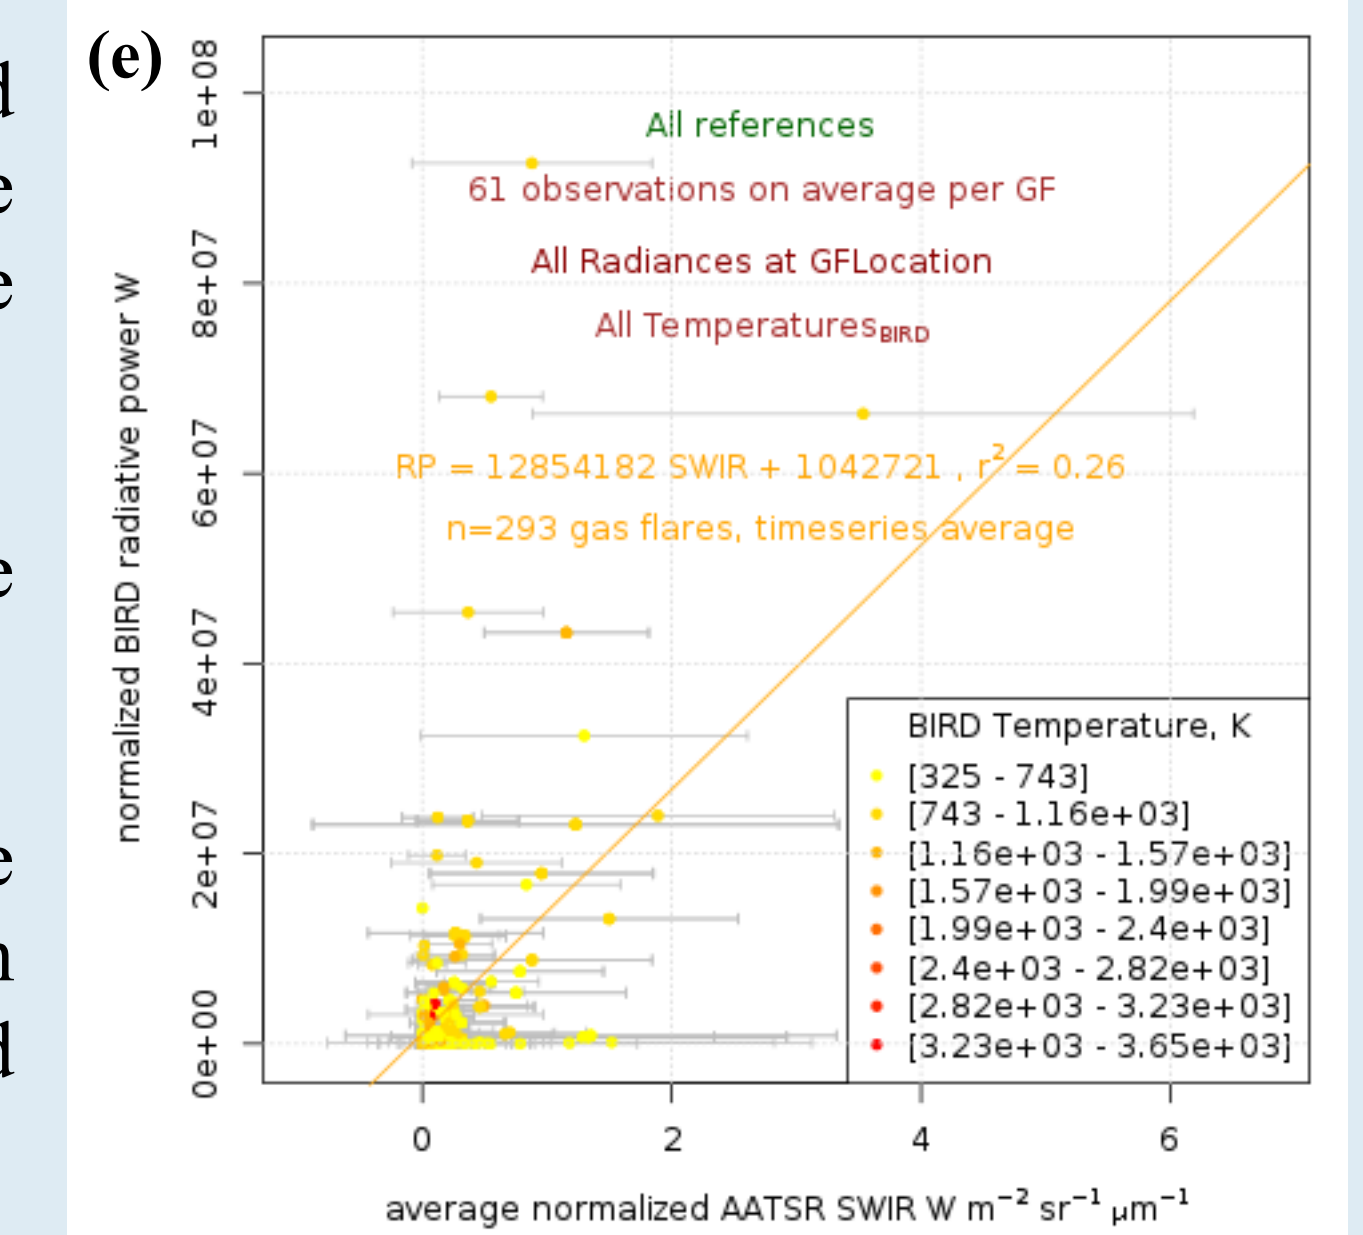 (e)
d
e
e
e
e
n
d
normalized BIRD radiative power W
1e+08
8e+07
6e+07
4e+07
2e+07
0e+00
All references
61 observations on average per GF
All Radiances at GFLocation
All Temperatures_BIRD
RP = 12854182 SWIR + 1042721 , r² = 0.26
n=293 gas flares, timeseries average
BIRD Temperature, K
[325 - 743]
[743 - 1.16e+03]
[1.16e+03 - 1.57e+03]
[1.57e+03 - 1.99e+03]
[1.99e+03 - 2.4e+03]
[2.4e+03 - 2.82e+03]
[2.82e+03 - 3.23e+03]
[3.23e+03 - 3.65e+03]
0 2 4 6
average normalized AATSR SWIR W m⁻² sr⁻¹ µm⁻¹